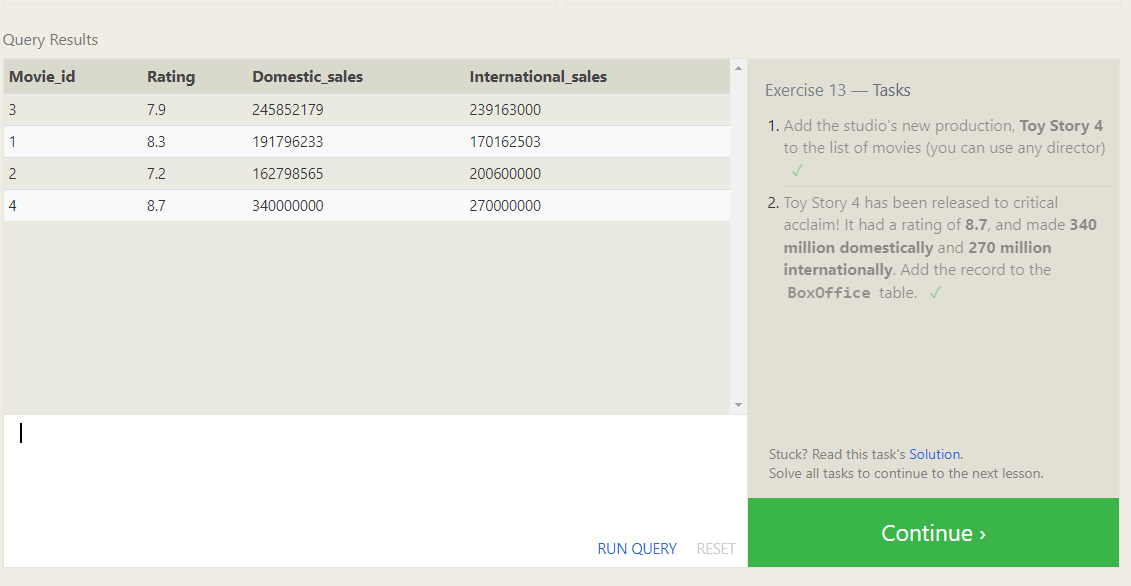 Query Results
Movie_id Rating Domestic_sales International_sales
3 7.9 245852179 239163000
1 8.3 191796233 170162503
2 7.2 162798565 200600000
4 8.7 340000000 270000000
RUN QUERY RESET
Exercise 13 — Tasks
1. Add the studio's new production, Toy Story 4
to the list of movies (you can use any director)
✓
2. Toy Story 4 has been released to critical
acclaim! It had a rating of 8.7, and made 340
million domestically and 270 million
internationally. Add the record to the
BoxOffice table. ✓
Stuck? Read this task's Solution.
Solve all tasks to continue to the next lesson.
Continue ›